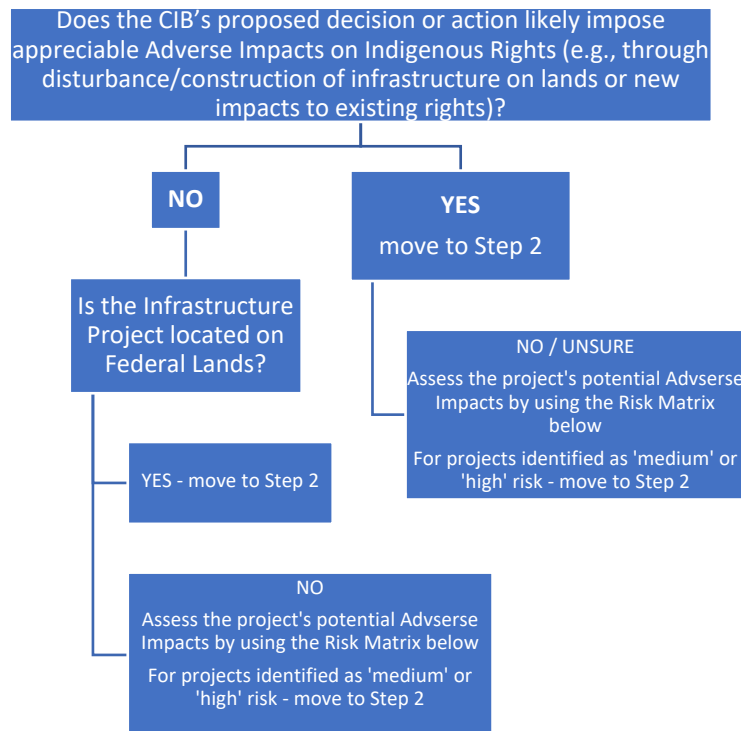 Does the CIB's proposed decision or action likely impose
appreciable Adverse Impacts on Indigenous Rights (e.g., through
disturbance/construction of infrastructure on lands or new
impacts to existing rights)?
NO
YES
move to Step 2
Is the Infrastructure
Project located on
Federal Lands?
NO / UNSURE
Assess the project's potential Advserse
Impacts by using the Risk Matrix
below
For projects identified as 'medium' or
'high' risk - move to Step 2
YES - move to Step 2
NO
Assess the project's potential Advserse
Impacts by using the Risk Matrix below
For projects identified as 'medium' or
'high' risk - move to Step 2